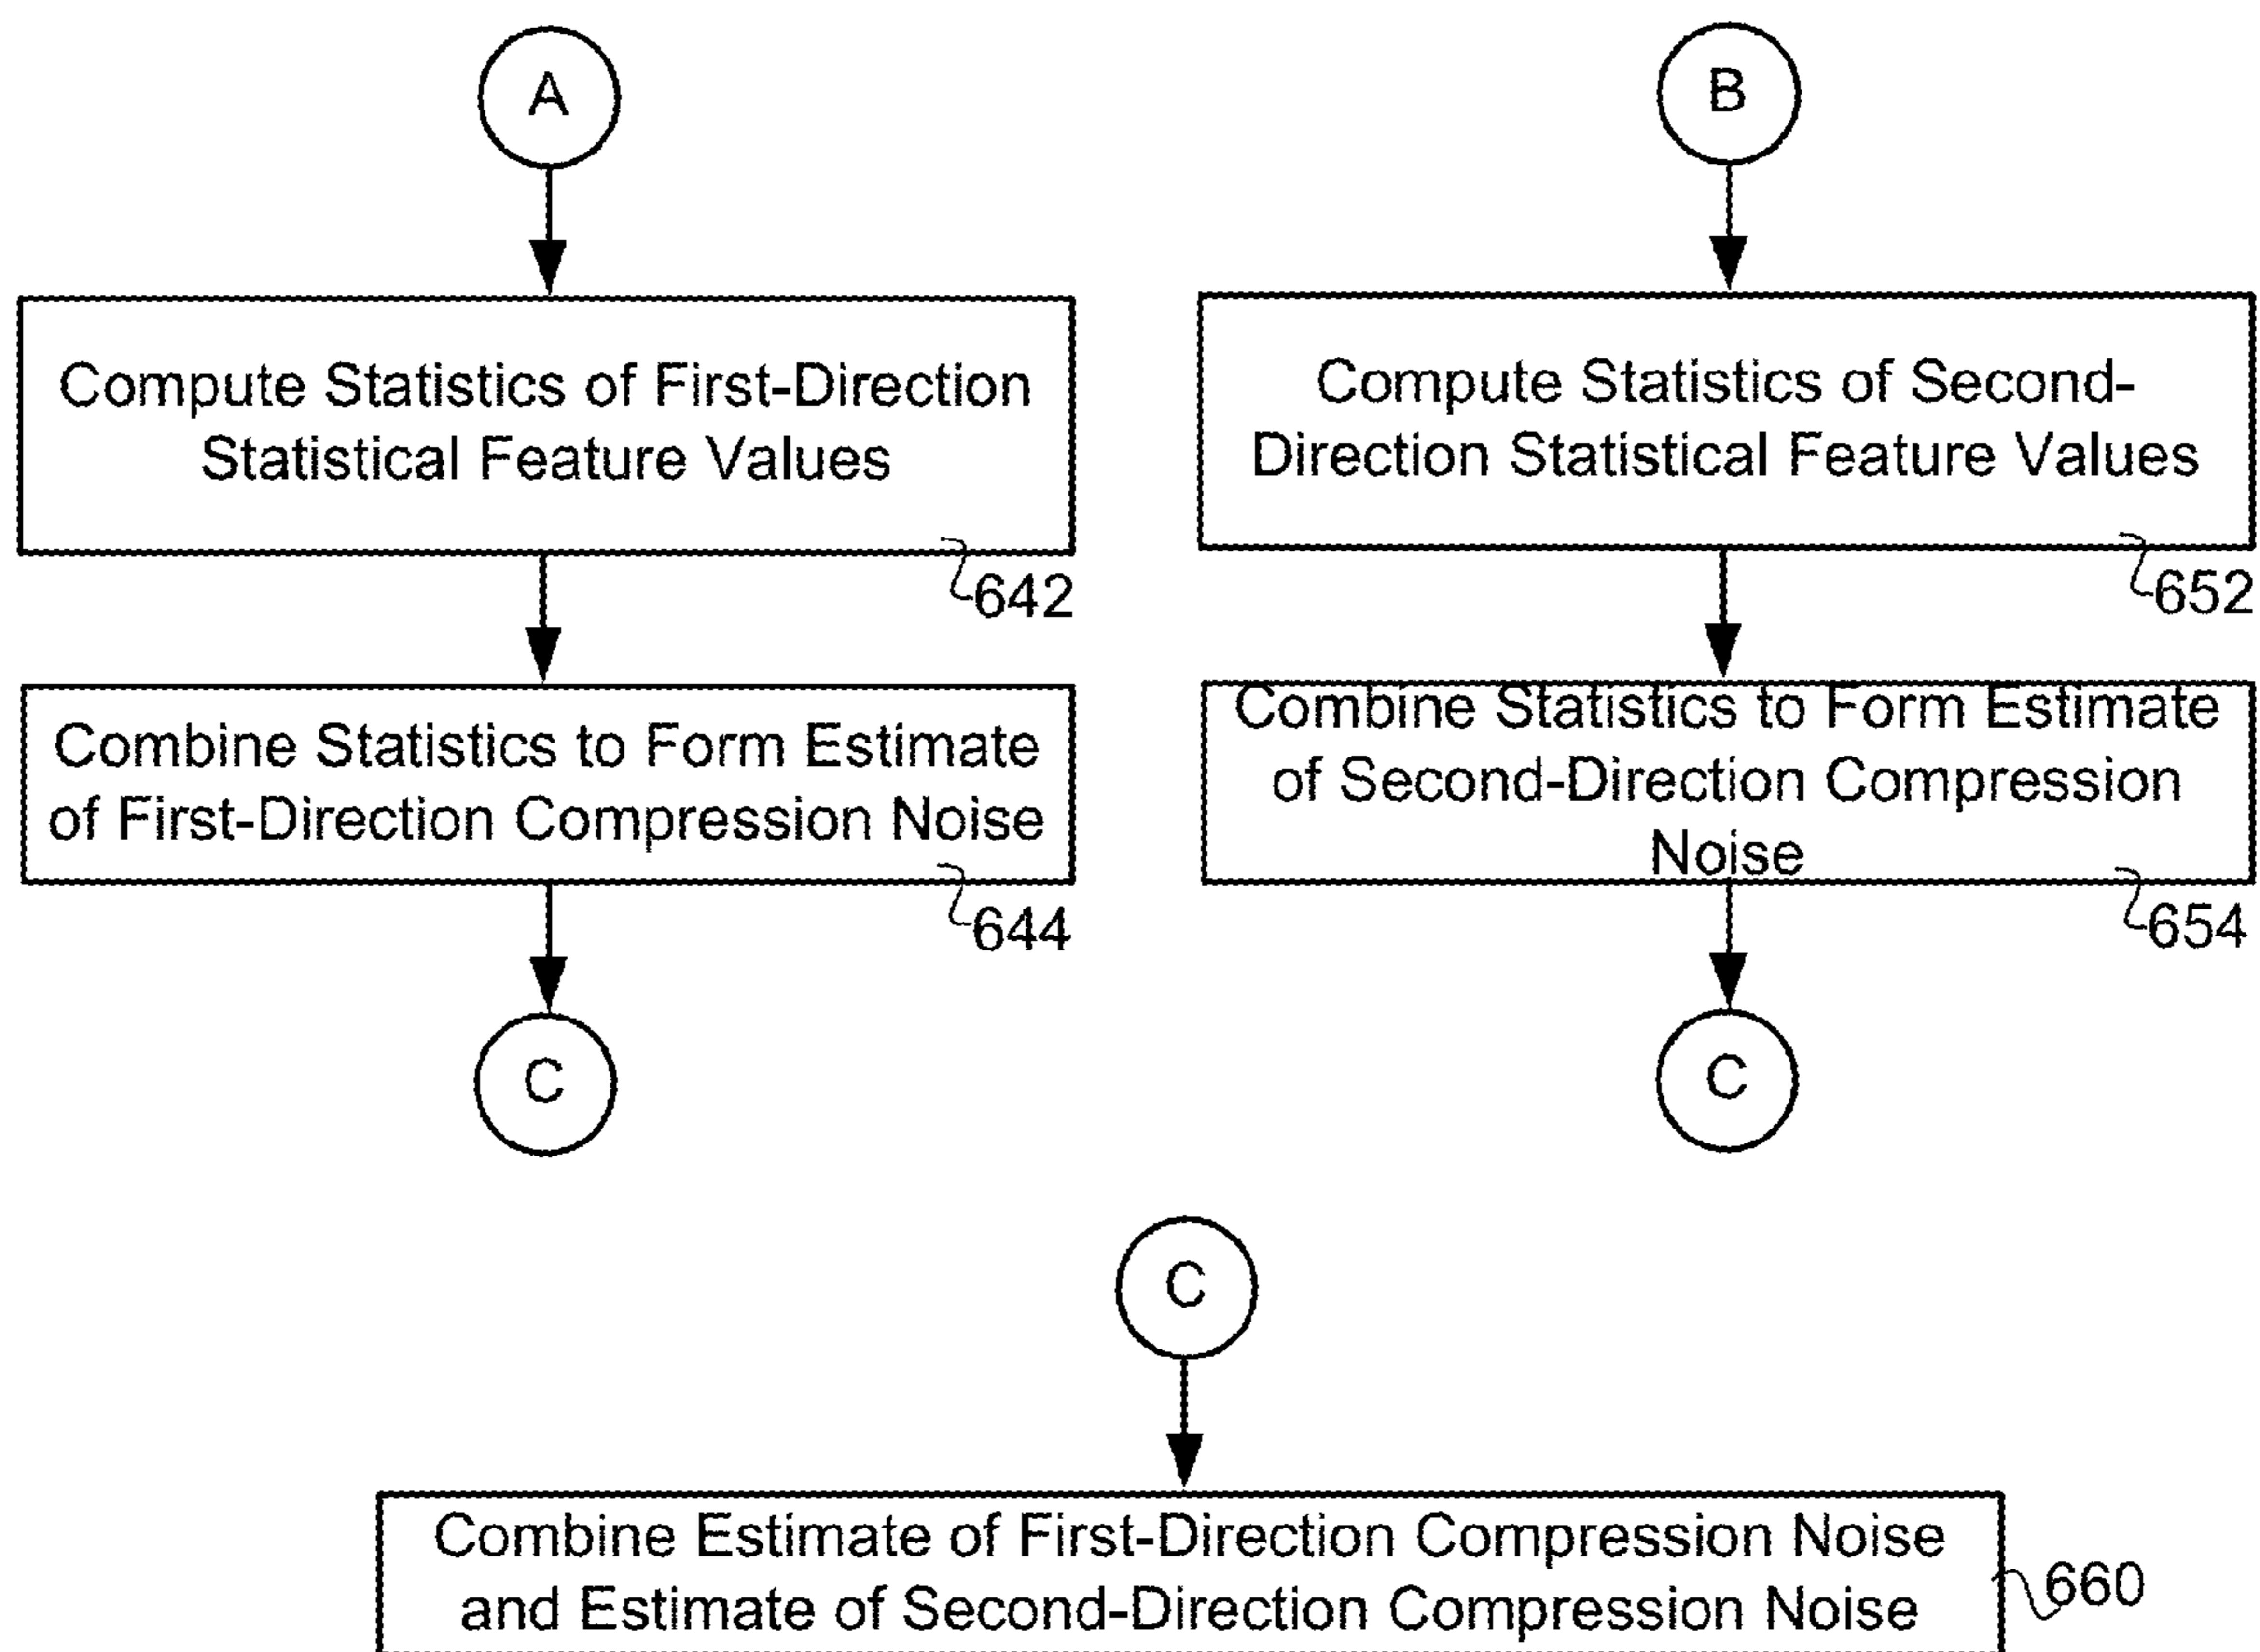 A
Compute Statistics of First-Direction
Statistical Feature Values
642
Combine Statistics to Form Estimate
of First-Direction Compression Noise
644
C
B
Compute Statistics of Second-
Direction Statistical Feature Values
652
Combine Statistics to Form Estimate
of Second-Direction Compression
Noise
654
C
C
Combine Estimate of First-Direction Compression Noise
and Estimate of Second-Direction Compression Noise
660